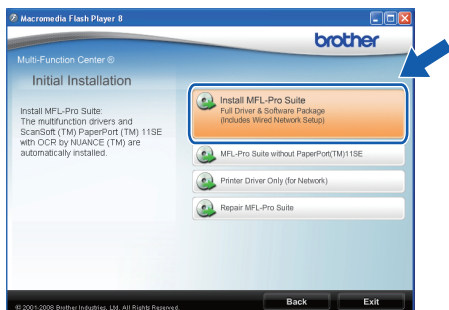 Macromedia Flash Player 8
brother
Multi-Function Center ®
Initial Installation
Install MFL-Pro Suite:
The multifunction drivers and
ScanSoft (TM) PaperPort (TM) 11SE
with OCR by NUANCE (TM) are
automatically installed.
Install MFL-Pro Suite
Full Driver & Software Package
(Includes Wired Network Setup)
MFL-Pro Suite without PaperPort(TM)11SE
Printer Driver Only (for Network)
Repair MFL-Pro Suite
© 2001-2008 Brother Industries, Ltd. All Rights Reserved.
Back
Exit